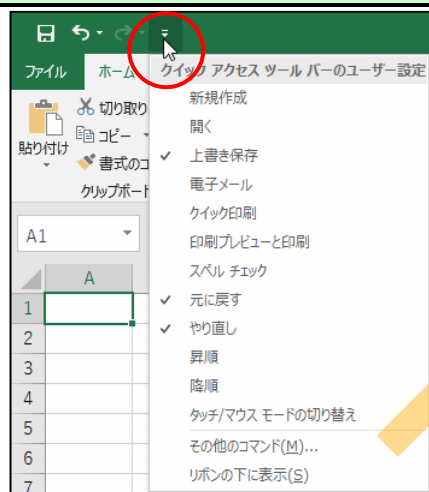 ファイル ホーム クイック アクセス ツール バーのユーザー設定
貼り付け
切り取り
コピー
書式のコ
クリップボード
新規作成
開く
✓ 上書き保存
電子メール
クイック印刷
印刷プレビューと印刷
スペル チェック
✓ 元に戻す
✓ やり直し
昇順
降順
タッチ/マウス モードの切り替え
その他のコマンド(M)...
リボンの下に表示(S)
A1
A
1
2
3
4
5
6
7